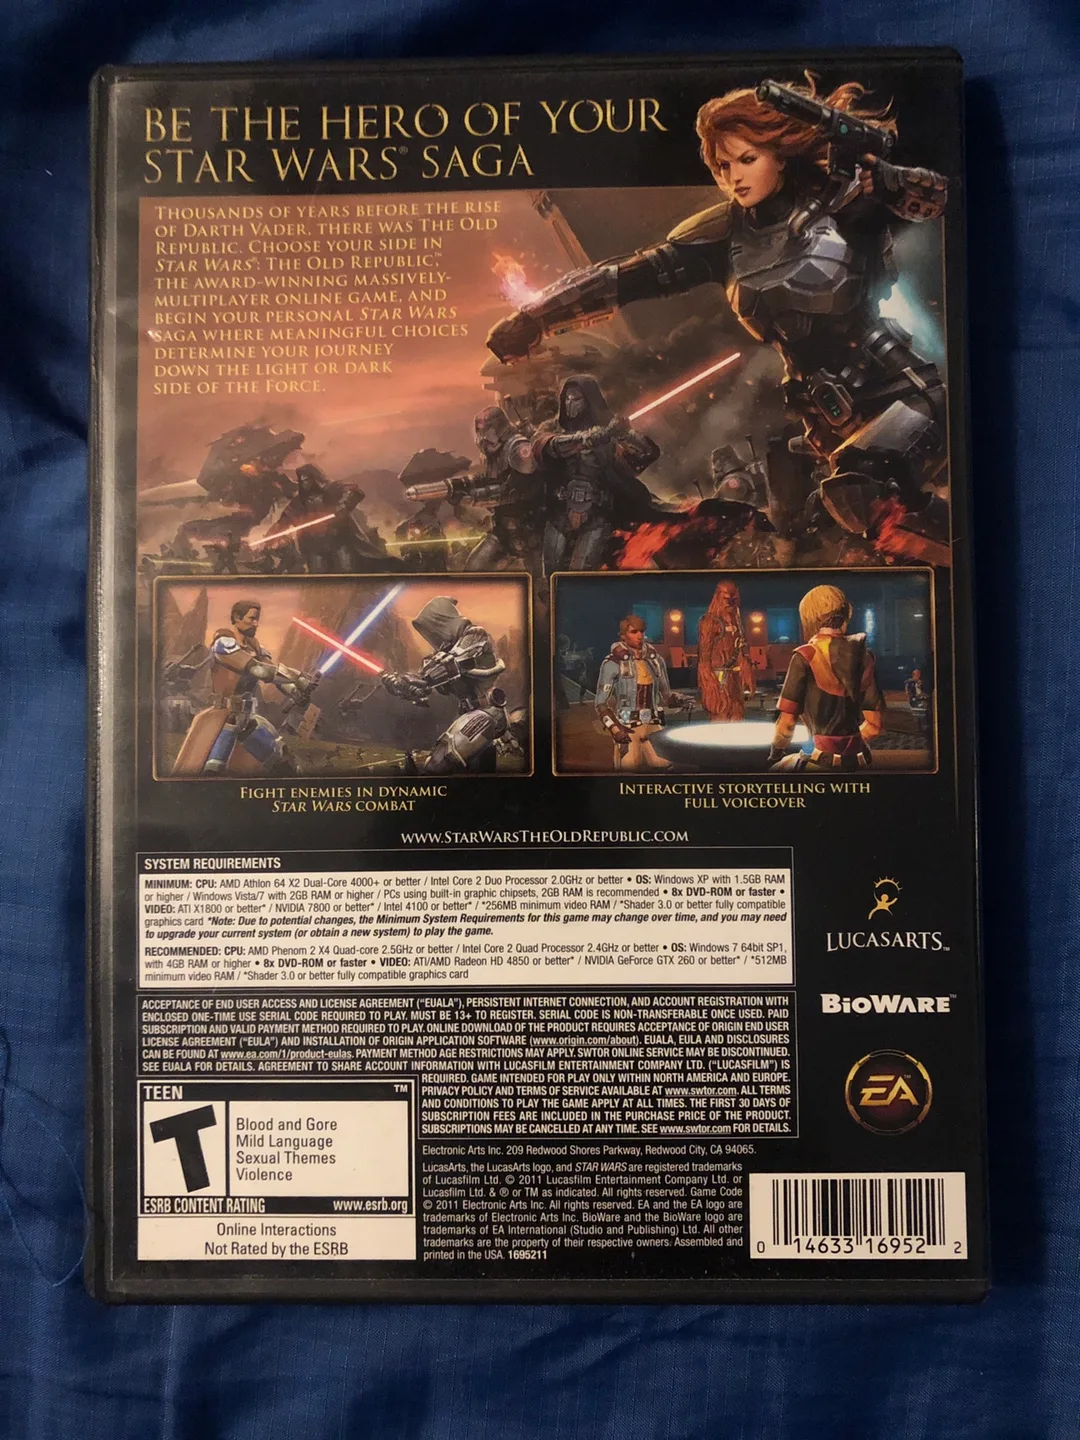 BE THE HERO OF YOUR
STAR WARS® SAGA
THOUSANDS OF YEARS BEFORE THE RISE
OF DARTH VADER, THERE WAS THE OLD
REPUBLIC. CHOOSE YOUR SIDE IN
STAR WARS®: THE OLD REPUBLIC,™
THE AWARD-WINNING MASSIVELY-
MULTIPLAYER ONLINE GAME, AND
BEGIN YOUR PERSONAL STAR WARS
SAGA WHERE MEANINGFUL CHOICES
DETERMINE YOUR JOURNEY
DOWN THE LIGHT OR DARK
SIDE OF THE FORCE.
FIGHT ENEMIES IN DYNAMIC
STAR WARS COMBAT
INTERACTIVE STORYTELLING WITH
FULL VOICEOVER
WWW.STARWARSTHEOLDREPUBLIC.COM
SYSTEM REQUIREMENTS
MINIMUM: CPU: AMD Athlon 64 X2 Dual-Core 4000+ or better / Intel Core 2 Duo Processor 2.0GHz or better • OS: Windows XP with 1.5GB RAM
or higher / Windows Vista/7 with 2GB RAM or higher / PCs using built-in graphic chipsets, 2GB RAM is recommended • 8x DVD-ROM or faster •
VIDEO: ATI X1800 or better* / NVIDIA 7800 or better* / Intel 4100 or better* / *256MB minimum video RAM / *Shader 3.0 or better fully compatible
graphics card *Note: Due to potential changes, the Minimum System Requirements for this game may change over time, and you may need
to upgrade your current system (or obtain a new system) to play the game.
RECOMMENDED: CPU: AMD Phenom 2 X4 Quad-core 2.5GHz or better / Intel Core 2 Quad Processor 2.4GHz or better • OS: Windows 7 64bit SP1,
with 4GB RAM or higher • 8x DVD-ROM or faster • VIDEO: ATI/AMD Radeon HD 4850 or better* / NVIDIA GeForce GTX 260 or better* / *512MB
minimum video RAM / *Shader 3.0 or better fully compatible graphics card
LUCASARTS™
BIOWARE™
EA™
ACCEPTANCE OF END USER ACCESS AND LICENSE AGREEMENT ("EUALA"), PERSISTENT INTERNET CONNECTION, AND ACCOUNT REGISTRATION WITH
ENCLOSED ONE-TIME USE SERIAL CODE REQUIRED TO PLAY. MUST BE 13+ TO REGISTER. SERIAL CODE IS NON-TRANSFERABLE ONCE USED. PAID
SUBSCRIPTION AND VALID PAYMENT METHOD REQUIRED TO PLAY. ONLINE DOWNLOAD OF THE PRODUCT REQUIRES ACCEPTANCE OF ORIGIN END USER
LICENSE AGREEMENT ("EULA") AND INSTALLATION OF ORIGIN APPLICATION SOFTWARE (www.origin.com/about). EUALA, EULA AND DISCLOSURES
CAN BE FOUND AT www.ea.com/1/product-eulas. PAYMENT METHOD AGE RESTRICTIONS MAY APPLY. SWTOR ONLINE SERVICE MAY BE DISCONTINUED.
SEE EUALA FOR DETAILS. AGREEMENT TO SHARE ACCOUNT INFORMATION WITH LUCASFILM ENTERTAINMENT COMPANY LTD. ("LUCASFILM") IS
REQUIRED. GAME INTENDED FOR PLAY ONLY WITHIN NORTH AMERICA AND EUROPE.
PRIVACY POLICY AND TERMS OF SERVICE AVAILABLE AT www.swtor.com. ALL TERMS
AND CONDITIONS TO PLAY THE GAME APPLY AT ALL TIMES. THE FIRST 30 DAYS OF
SUBSCRIPTION FEES ARE INCLUDED IN THE PURCHASE PRICE OF THE PRODUCT.
SUBSCRIPTIONS MAY BE CANCELLED AT ANY TIME. SEE www.swtor.com FOR DETAILS.
TEEN ™
T
Blood and Gore
Mild Language
Sexual Themes
Violence
ESRB CONTENT RATING www.esrb.org
Online Interactions
Not Rated by the ESRB
Electronic Arts Inc. 209 Redwood Shores Parkway, Redwood City, CA 94065.
LucasArts, the LucasArts logo, and STAR WARS are registered trademarks
of Lucasfilm Ltd. © 2011 Lucasfilm Entertainment Company Ltd. or
Lucasfilm Ltd. & ® or TM as indicated. All rights reserved. Game Code
© 2011 Electronic Arts Inc. All rights reserved. EA and the EA logo are
trademarks of Electronic Arts Inc. BioWare and the BioWare logo are
trademarks of EA International (Studio and Publishing) Ltd. All other
trademarks are the property of their respective owners. Assembled and
printed in the USA. 1695211
0 14633 16952 2